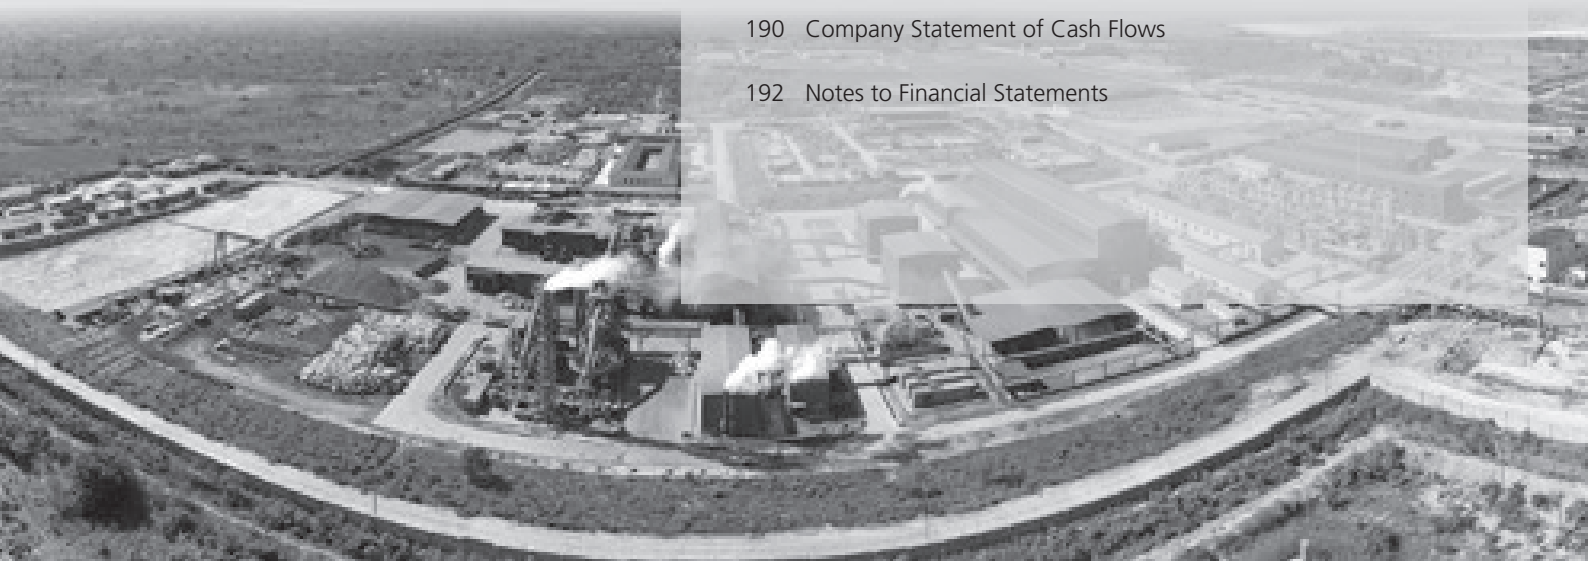 190 Company Statement of Cash Flows
192 Notes to Financial Statements